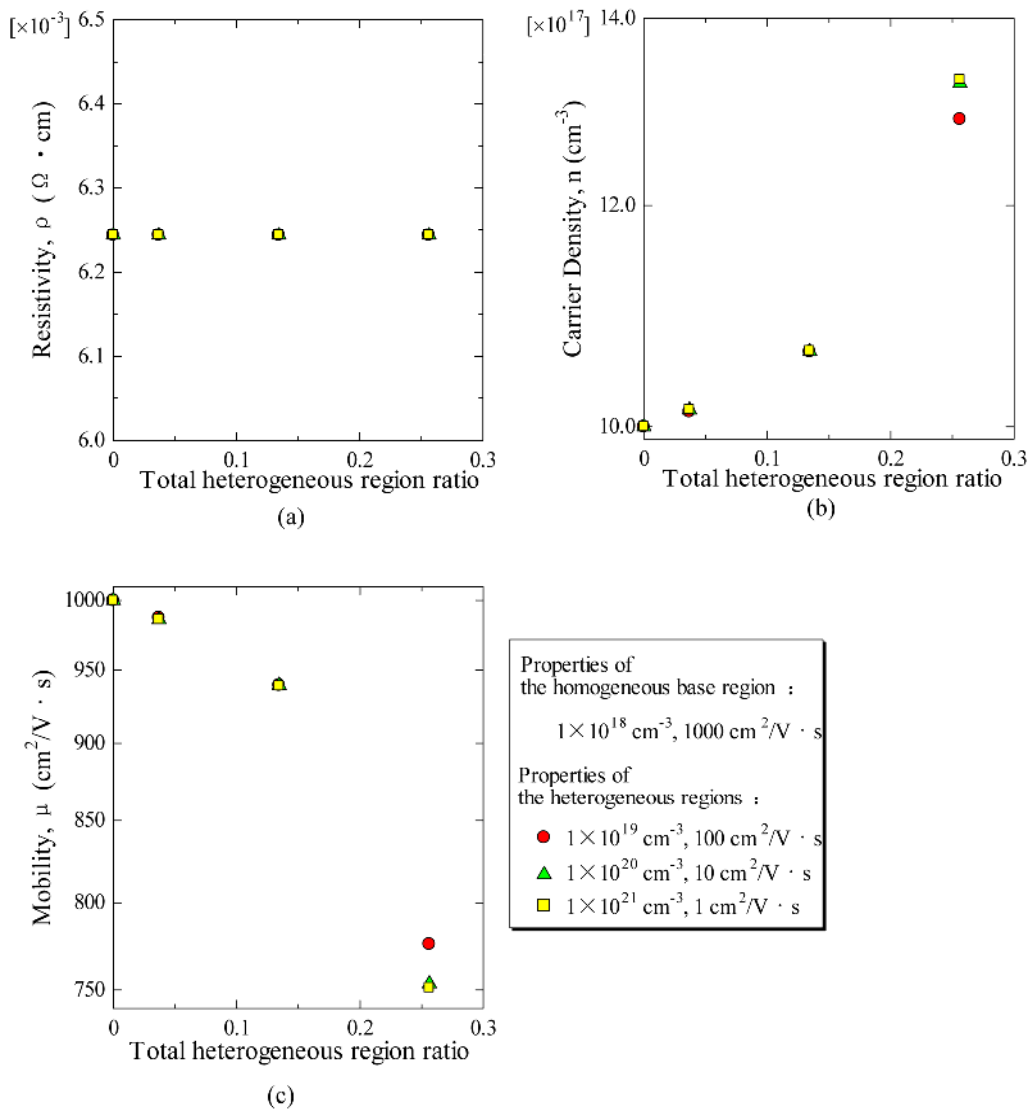 [×10⁻³]
6.5
6.4
6.3
6.2
6.1
6.0
Resistivity, ρ ( Ω · cm)
0 0.1 0.2 0.3
Total heterogeneous region ratio
(a)
[×10¹⁷]
14.0
12.0
10.0
Carrier Density, n (cm⁻³)
0 0.1 0.2 0.3
Total heterogeneous region ratio
(b)
1000
950
900
850
800
750
Mobility, μ (cm²/V · s)
0 0.1 0.2 0.3
Total heterogeneous region ratio
(c)
Properties of
the homogeneous base region :
1×10¹⁸ cm⁻³, 1000 cm²/V · s
Properties of
the heterogeneous regions :
1×10¹⁹ cm⁻³, 100 cm²/V · s
1×10²⁰ cm⁻³, 10 cm²/V · s
1×10²¹ cm⁻³, 1 cm²/V · s